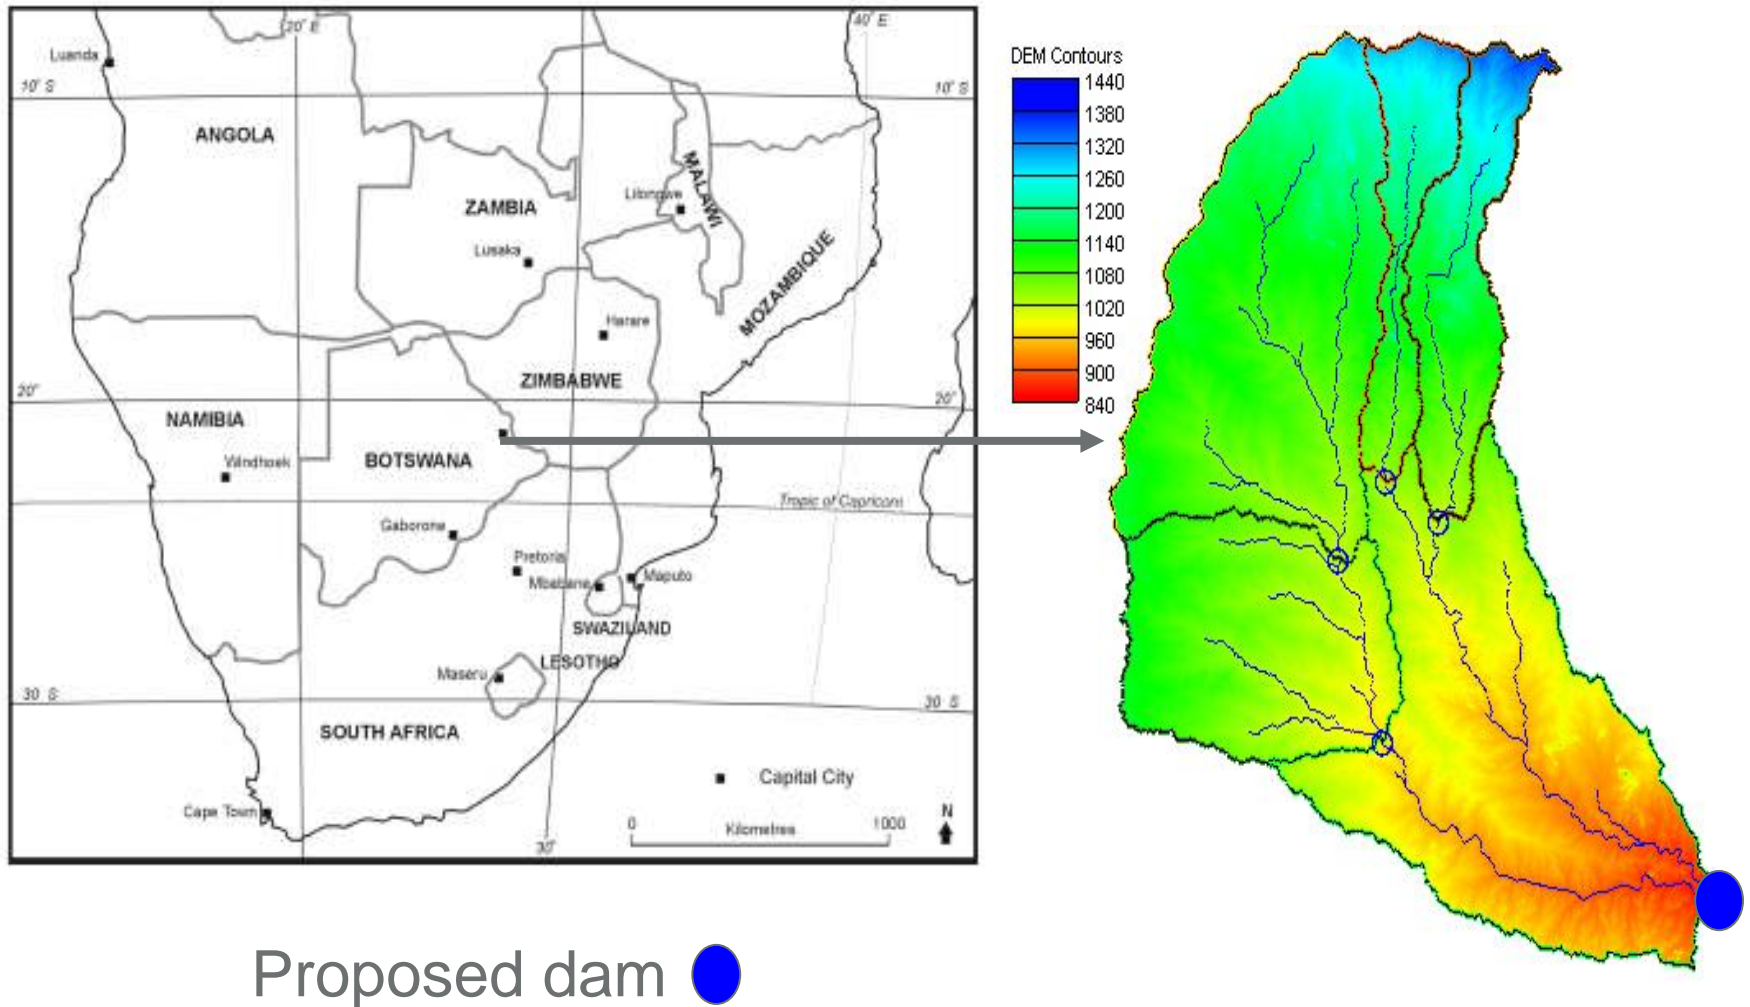 20° E
40° E
Luanda
10° S
10° S
ANGOLA
MALAWI
Lilongwe
ZAMBIA
Lusaka
MOZAMBIQUE
Harare
ZIMBABWE
20°
20°
NAMIBIA
Windhoek
BOTSWANA
Tropic of Capricorn
Gaborone
Pretoria
Mbabane
Maputo
SWAZILAND
LESOTHO
Maseru
30 S
30 S
SOUTH AFRICA
Capital City
Cape Town
0
1000
Kilometres
N
30°
DEM Contours
1440
1380
1320
1260
1200
1140
1080
1020
960
900
840
Proposed dam